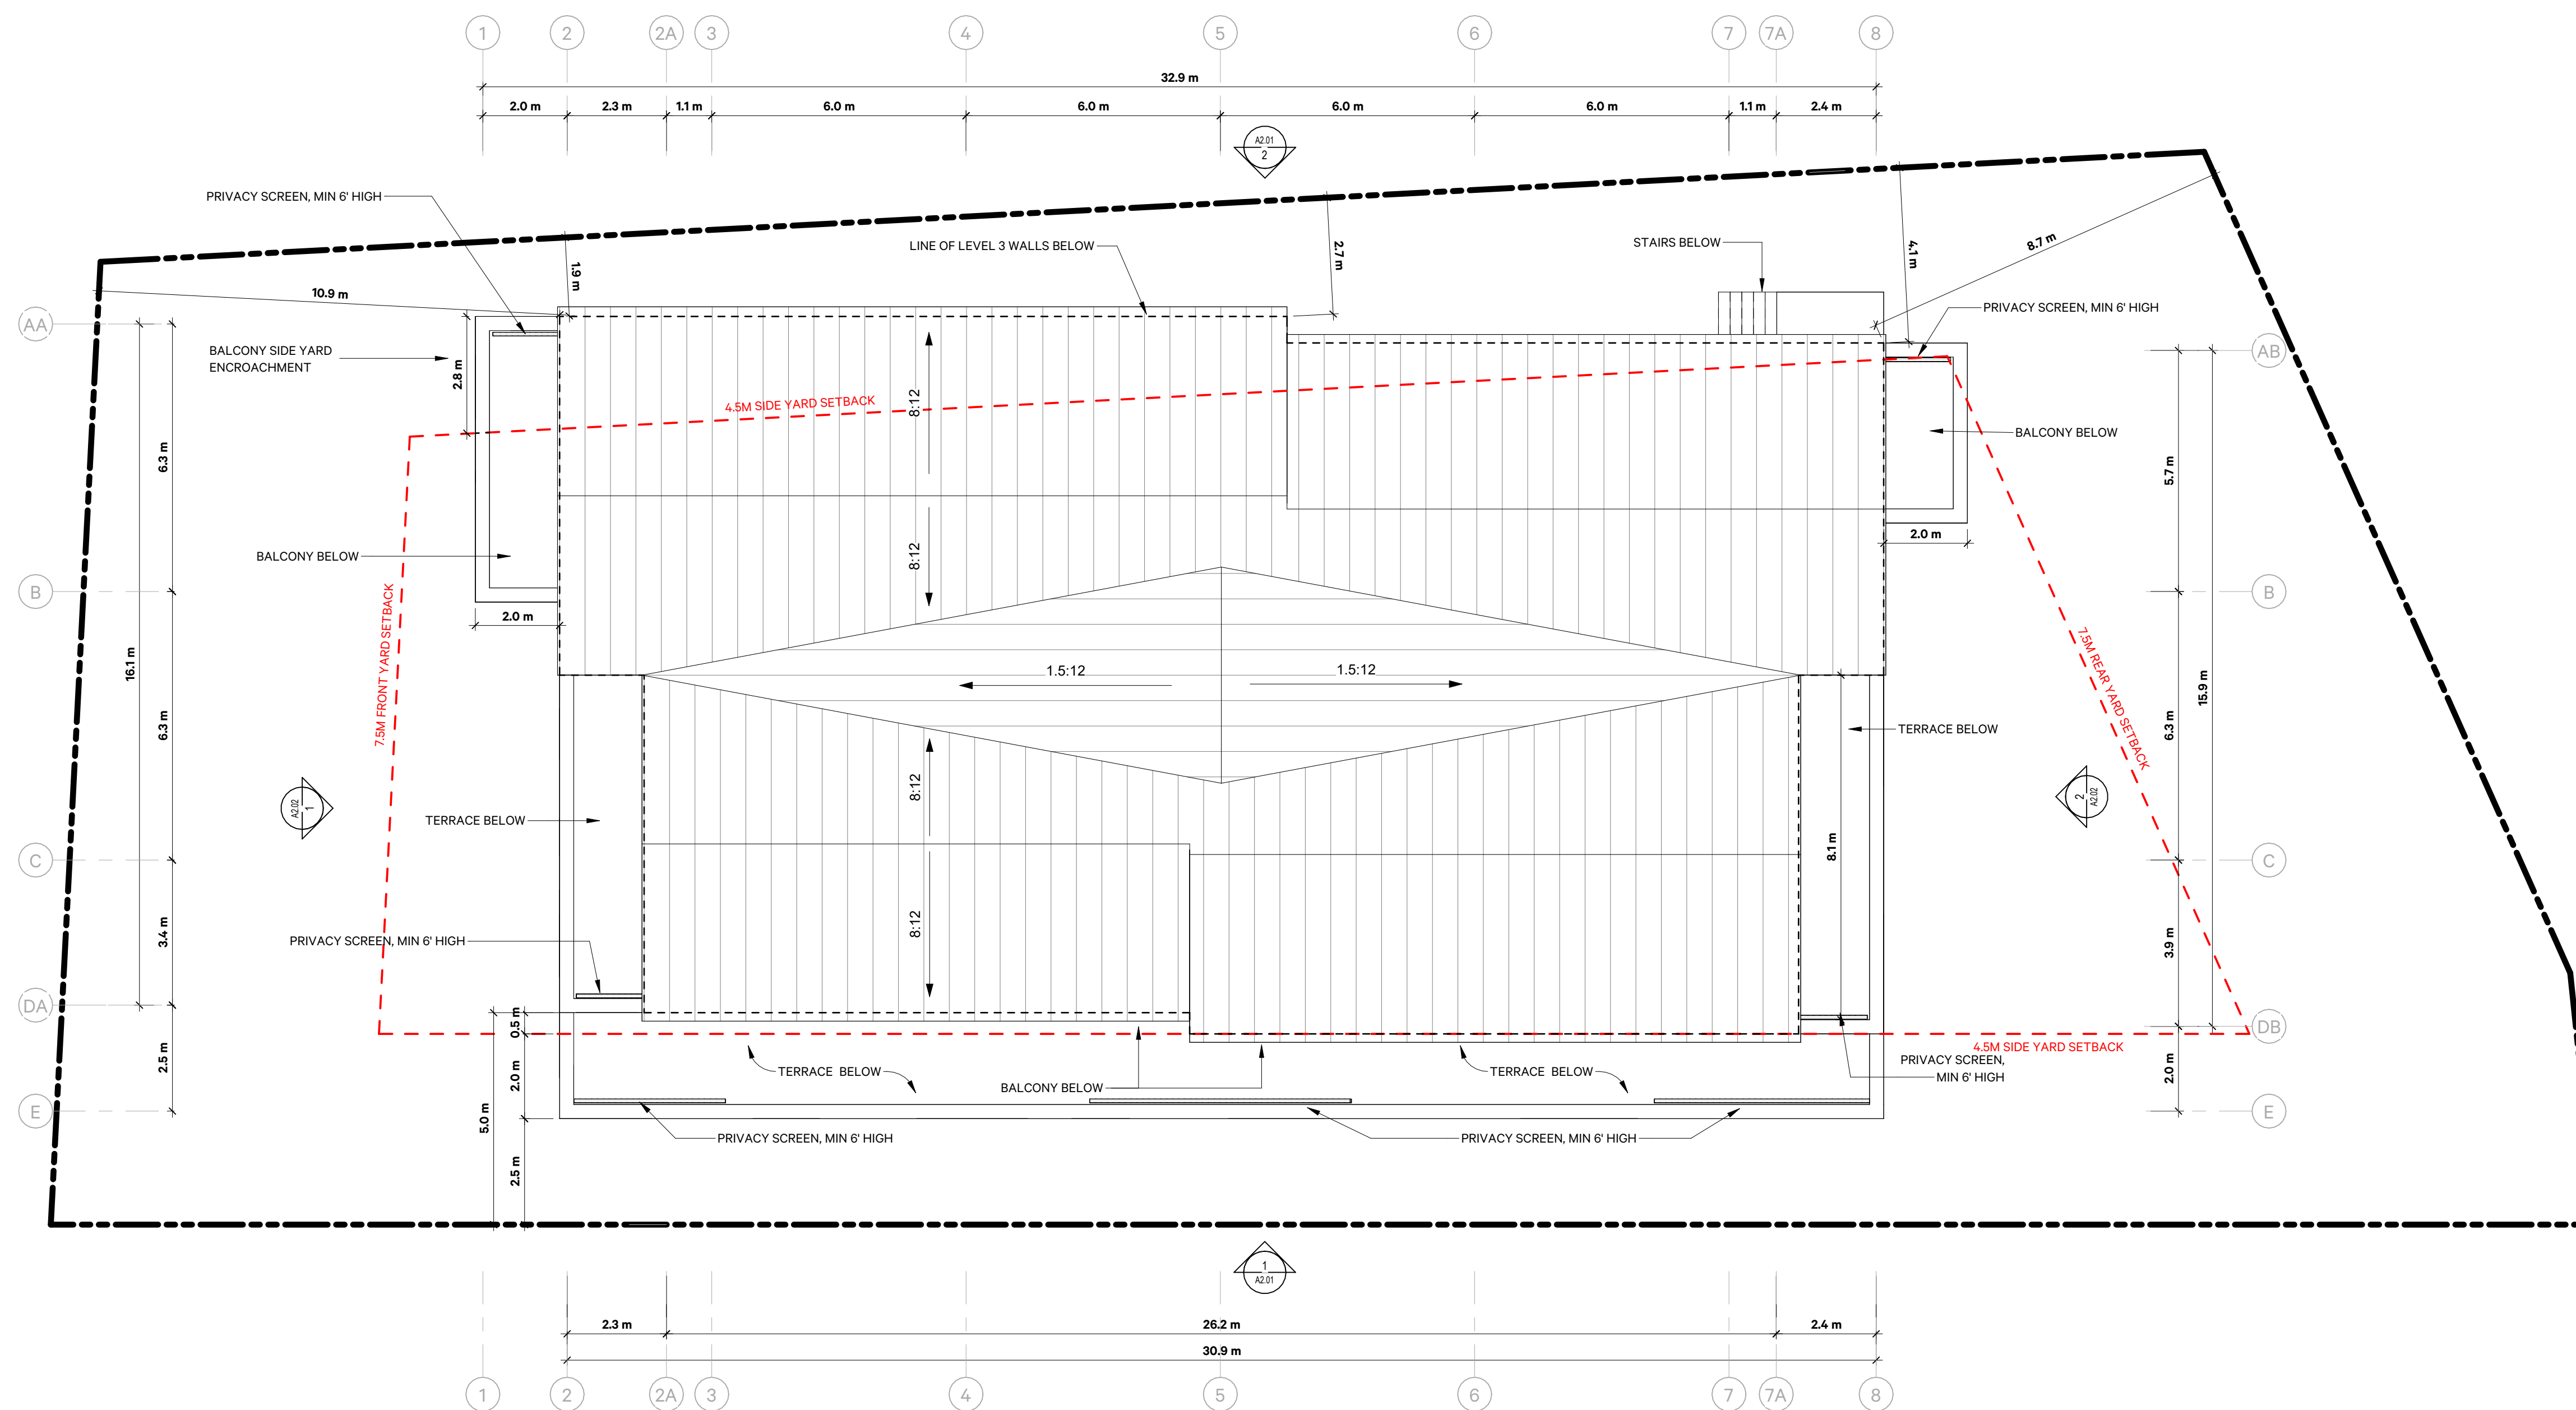 1 2 2A 3 4 5 6 7 7A 8
32.9 m
2.0 m 2.3 m 1.1 m 6.0 m 6.0 m 6.0 m 6.0 m 1.1 m 2.4 m
A2.01
2
PRIVACY SCREEN, MIN 6' HIGH
LINE OF LEVEL 3 WALLS BELOW
STAIRS BELOW
1.9 m
2.7 m
4.1 m
8.7 m
10.9 m
PRIVACY SCREEN, MIN 6' HIGH
AA
AB
BALCONY SIDE YARD
ENCROACHMENT
2.8 m
8:12
4.5M SIDE YARD SETBACK
BALCONY BELOW
6.3 m
5.7 m
2.0 m
BALCONY BELOW
8:12
B
B
2.0 m
7.5M FRONT YARD SETBACK
16.1 m
1.5:12
1.5:12
7.5M REAR YARD SETBACK
15.9 m
6.3 m
6.3 m
TERRACE BELOW
8:12
A2.02
1
2
A2.02
TERRACE BELOW
8.1 m
C
C
8:12
3.4 m
3.9 m
PRIVACY SCREEN, MIN 6' HIGH
DA
DB
0.5 m
4.5M SIDE YARD SETBACK
2.5 m
2.0 m
TERRACE BELOW
BALCONY BELOW
TERRACE BELOW
PRIVACY SCREEN,
MIN 6' HIGH
2.0 m
5.0 m
E
E
PRIVACY SCREEN, MIN 6' HIGH
PRIVACY SCREEN, MIN 6' HIGH
2.5 m
1
A2.01
2.3 m 26.2 m 2.4 m
30.9 m
1 2 2A 3 4 5 6 7 7A 8